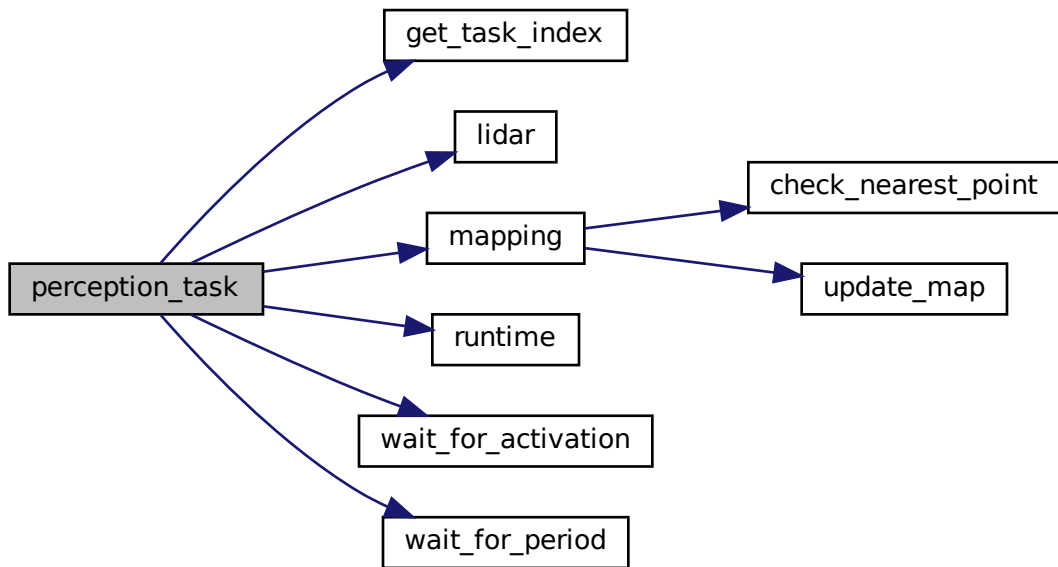 get_task_index
lidar
check_nearest_point
mapping
perception_task
update_map
runtime
wait_for_activation
wait_for_period